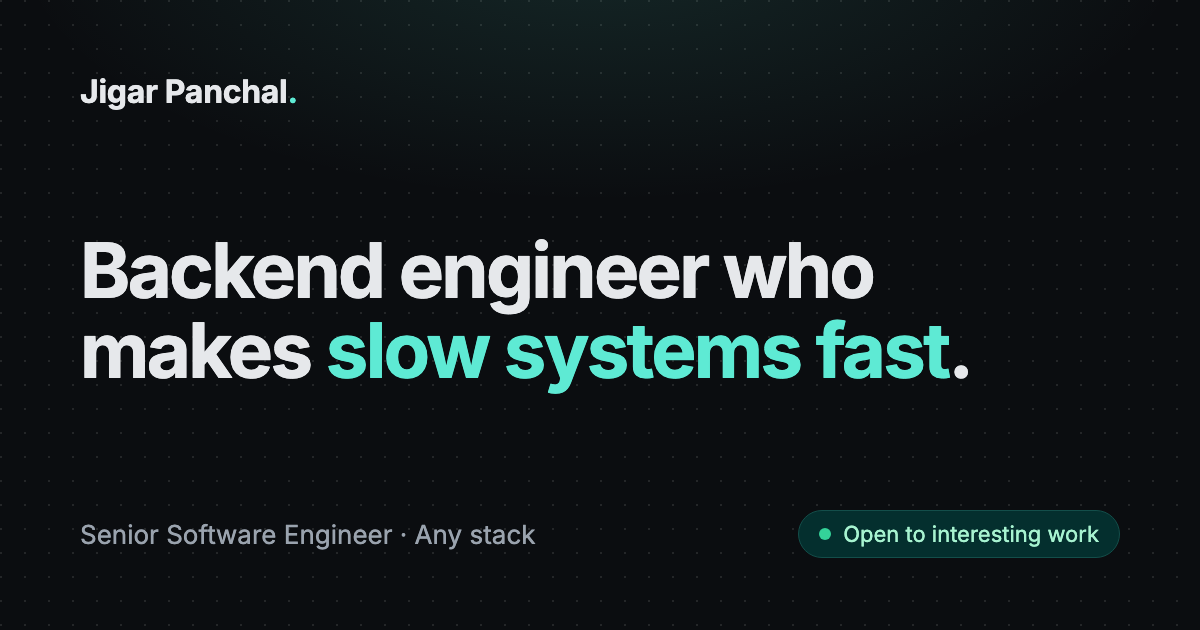 Jigar Panchal.
Backend engineer who
makes slow systems fast.
Senior Software Engineer · Any stack
Open to interesting work